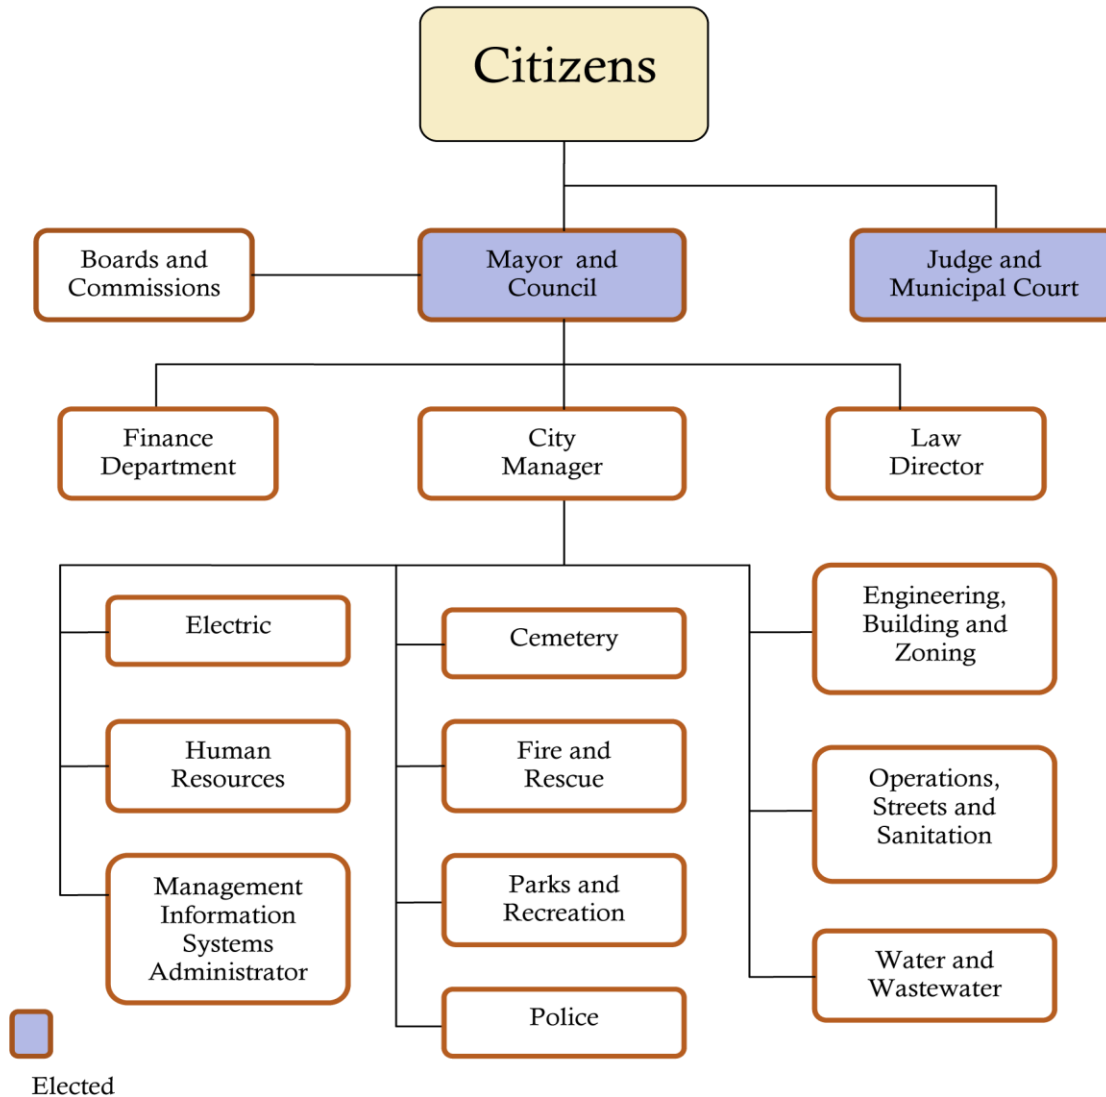 Citizens
Boards and
Commissions
Mayor and
Council
Judge and
Municipal Court
Finance
Department
City
Manager
Law
Director
Electric
Human
Resources
Management
Information
Systems
Administrator
Cemetery
Fire and
Rescue
Parks and
Recreation
Police
Engineering,
Building and
Zoning
Operations,
Streets and
Sanitation
Water and
Wastewater
Elected